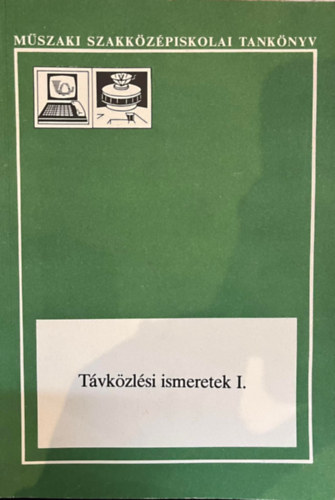 MŰSZAKI SZAKKÖZÉPISKOLAI TANKÖNYV
Távközlési ismeretek I.